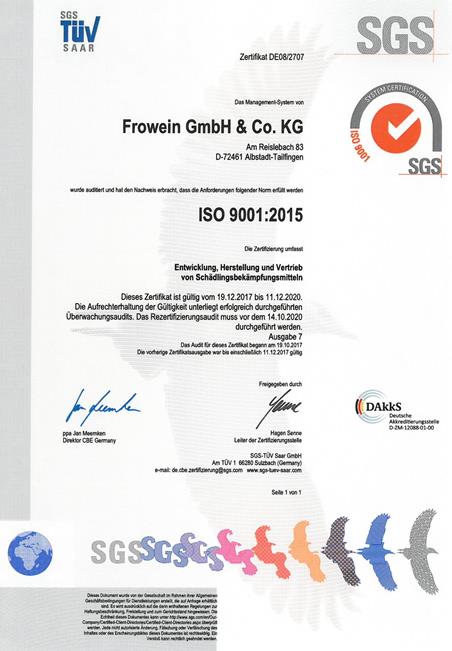 SGS
TÜV
SAAR
SGS
Zertifikat DE08/2707
SYSTEM CERTIFICATION
ISO 9001
SGS
Das Management-System von
Frowein GmbH & Co. KG
Am Reislebach 83
D-72461 Albstadt-Tailfingen
wurde auditiert und hat den Nachweis erbracht, dass die Anforderungen folgender Norm erfüllt werden
ISO 9001:2015
Die Zertifizierung umfasst
Entwicklung, Herstellung und Vertrieb
von Schädlingsbekämpfungsmitteln
Dieses Zertifikat ist gültig vom 19.12.2017 bis 11.12.2020.
Die Aufrechterhaltung der Gültigkeit unterliegt erfolgreich durchgeführten
Überwachungsaudits. Das Rezertifizierungsaudit muss vor dem 14.10.2020
durchgeführt werden.
Ausgabe 7
Das Audit für dieses Zertifikat begann am 19.10.2017
Die vorherige Zertifikatsausgabe war bis einschließlich 11.12.2017 gültig
Freigegeben durch
ppa Jan Meemken
Direktor CBE Germany
Hagen Senne
Leiter der Zertifizierungsstelle
DAkkS
Deutsche
Akkreditierungsstelle
D-ZM-12088-01-00
SGS-TÜV Saar GmbH
Am TÜV 1 66280 Sulzbach (Germany)
e-mail: de.cbe.zertifizierung@sgs.com www.sgs-tuev-saar.com
Seite 1 von 1
SGS SGS SGS SGS
Dieses Dokument wurde von der Gesellschaft im Rahmen ihrer Allgemeinen
Geschäftsbedingungen für Dienstleistungen erstellt, die auf Anfrage erhältlich
sind. Es wird ausdrücklich auf die darin enthaltenen Regelungen zur
Haftungsbeschränkung, Freistellung und zum Gerichtsstand hingewiesen. Die
Echtheit dieses Dokumentes kann unter http://www.sgs.com/en/Our-
Company/Certified-Client-Directories/Certified-Client-Directories.aspx überprüft
werden. Jede nicht autorisierte Änderung, Fälschung oder Verfälschung des
Inhaltes oder des Erscheinungsbildes dieses Dokumentes ist rechtswidrig. Ein
Verstoß kann rechtlich geahndet werden.